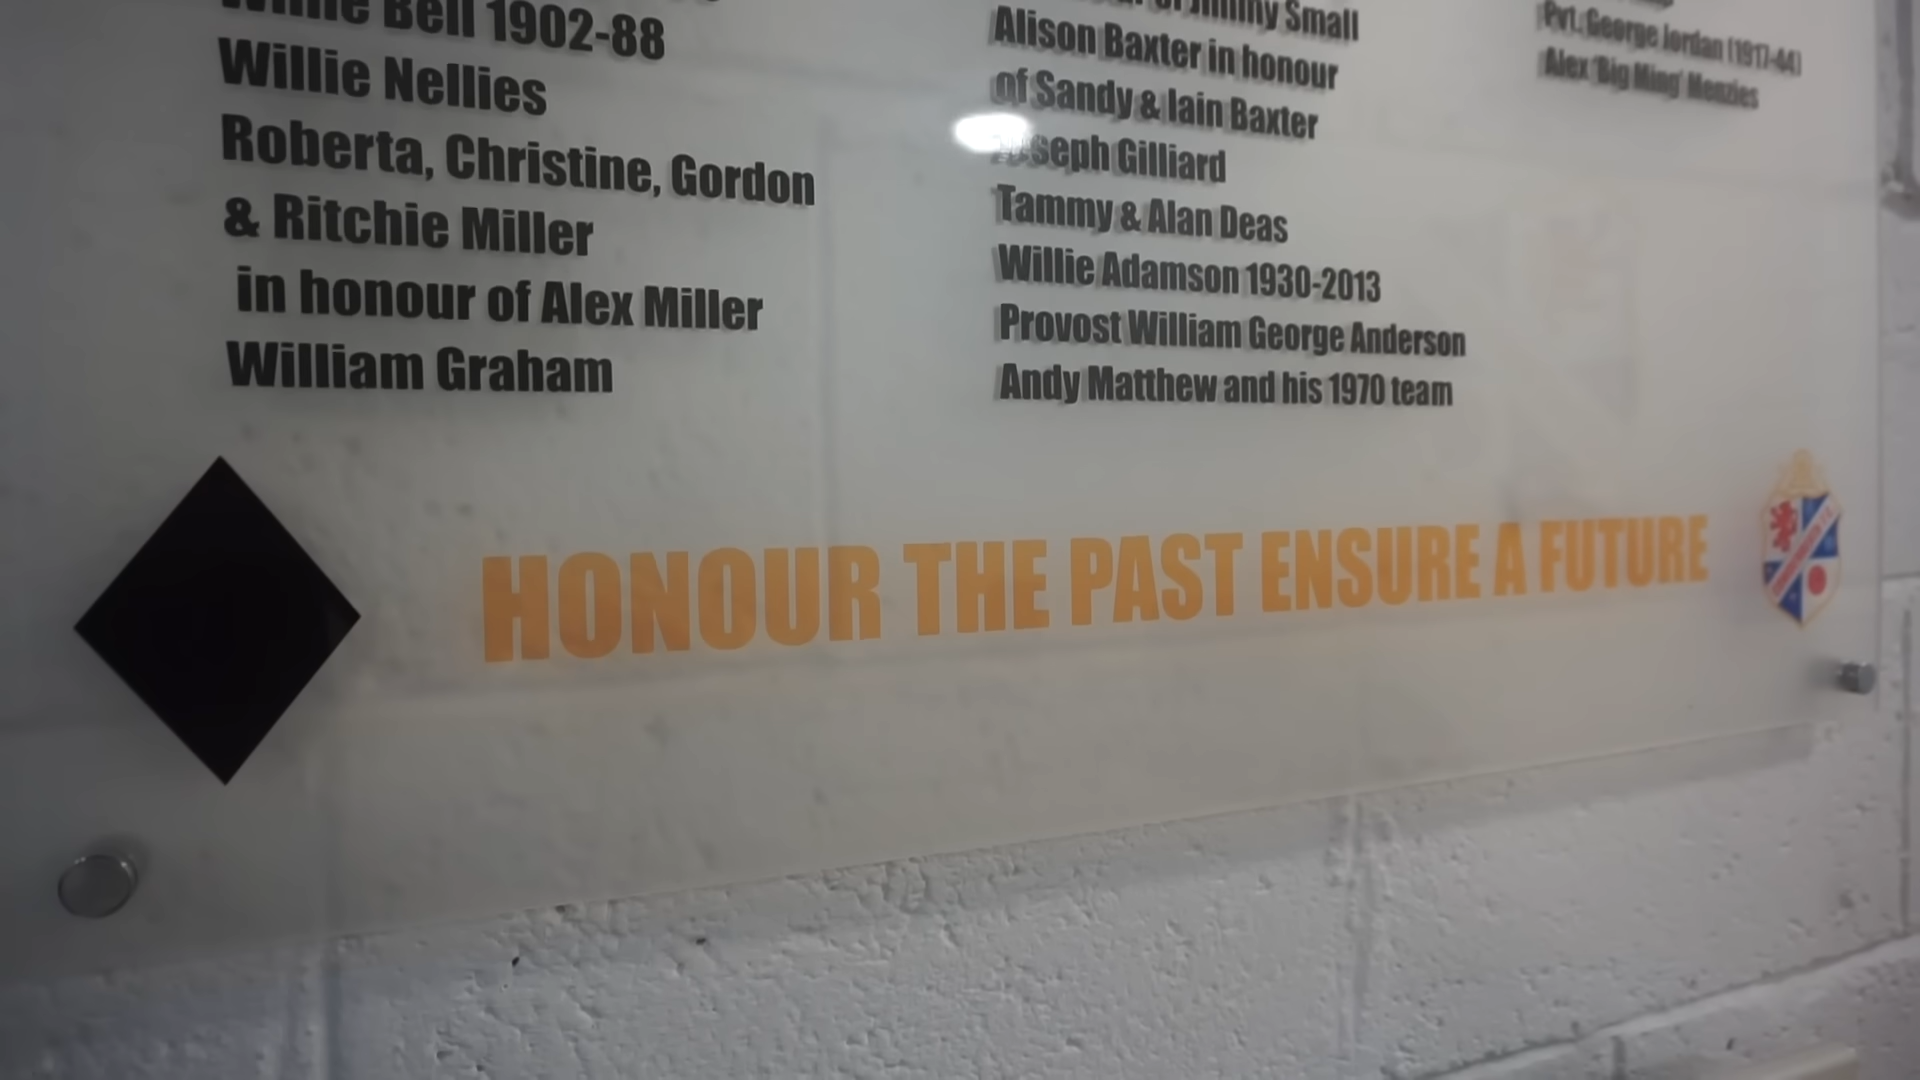 Willie Bell 1902-88
Willie Nellies
Roberta, Christine, Gordon
& Ritchie Miller
in honour of Alex Miller
William Graham
of Jimmy Small
Alison Baxter in honour
of Sandy & Iain Baxter
Joseph Gilliard
Tammy & Alan Deas
Willie Adamson 1930-2013
Provost William George Anderson
Andy Matthew and his 1970 team
Pvt. George Jordan (1917-44)
Alex 'Big Ming' Menzies
HONOUR THE PAST ENSURE A FUTURE